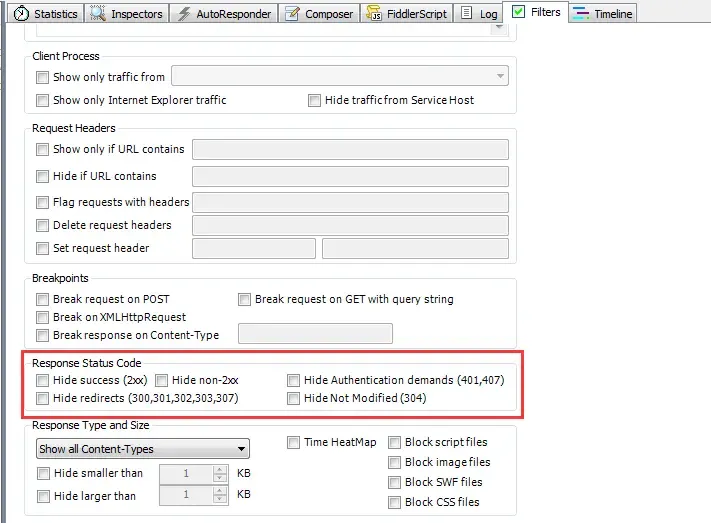 Statistics Inspectors AutoResponder Composer FiddlerScript Log Filters Timeline
Client Process
Show only traffic from
Show only Internet Explorer traffic Hide traffic from Service Host
Request Headers
Show only if URL contains
Hide if URL contains
Flag requests with headers
Delete request headers
Set request header
Breakpoints
Break request on POST Break request on GET with query string
Break on XMLHttpRequest
Break response on Content-Type
Response Status Code
Hide success (2xx) Hide non-2xx Hide Authentication demands (401,407)
Hide redirects (300,301,302,303,307) Hide Not Modified (304)
Response Type and Size
Show all Content-Types Time HeatMap Block script files
Block image files
Hide smaller than 1 KB
Block SWF files
Hide larger than 1 KB
Block CSS files